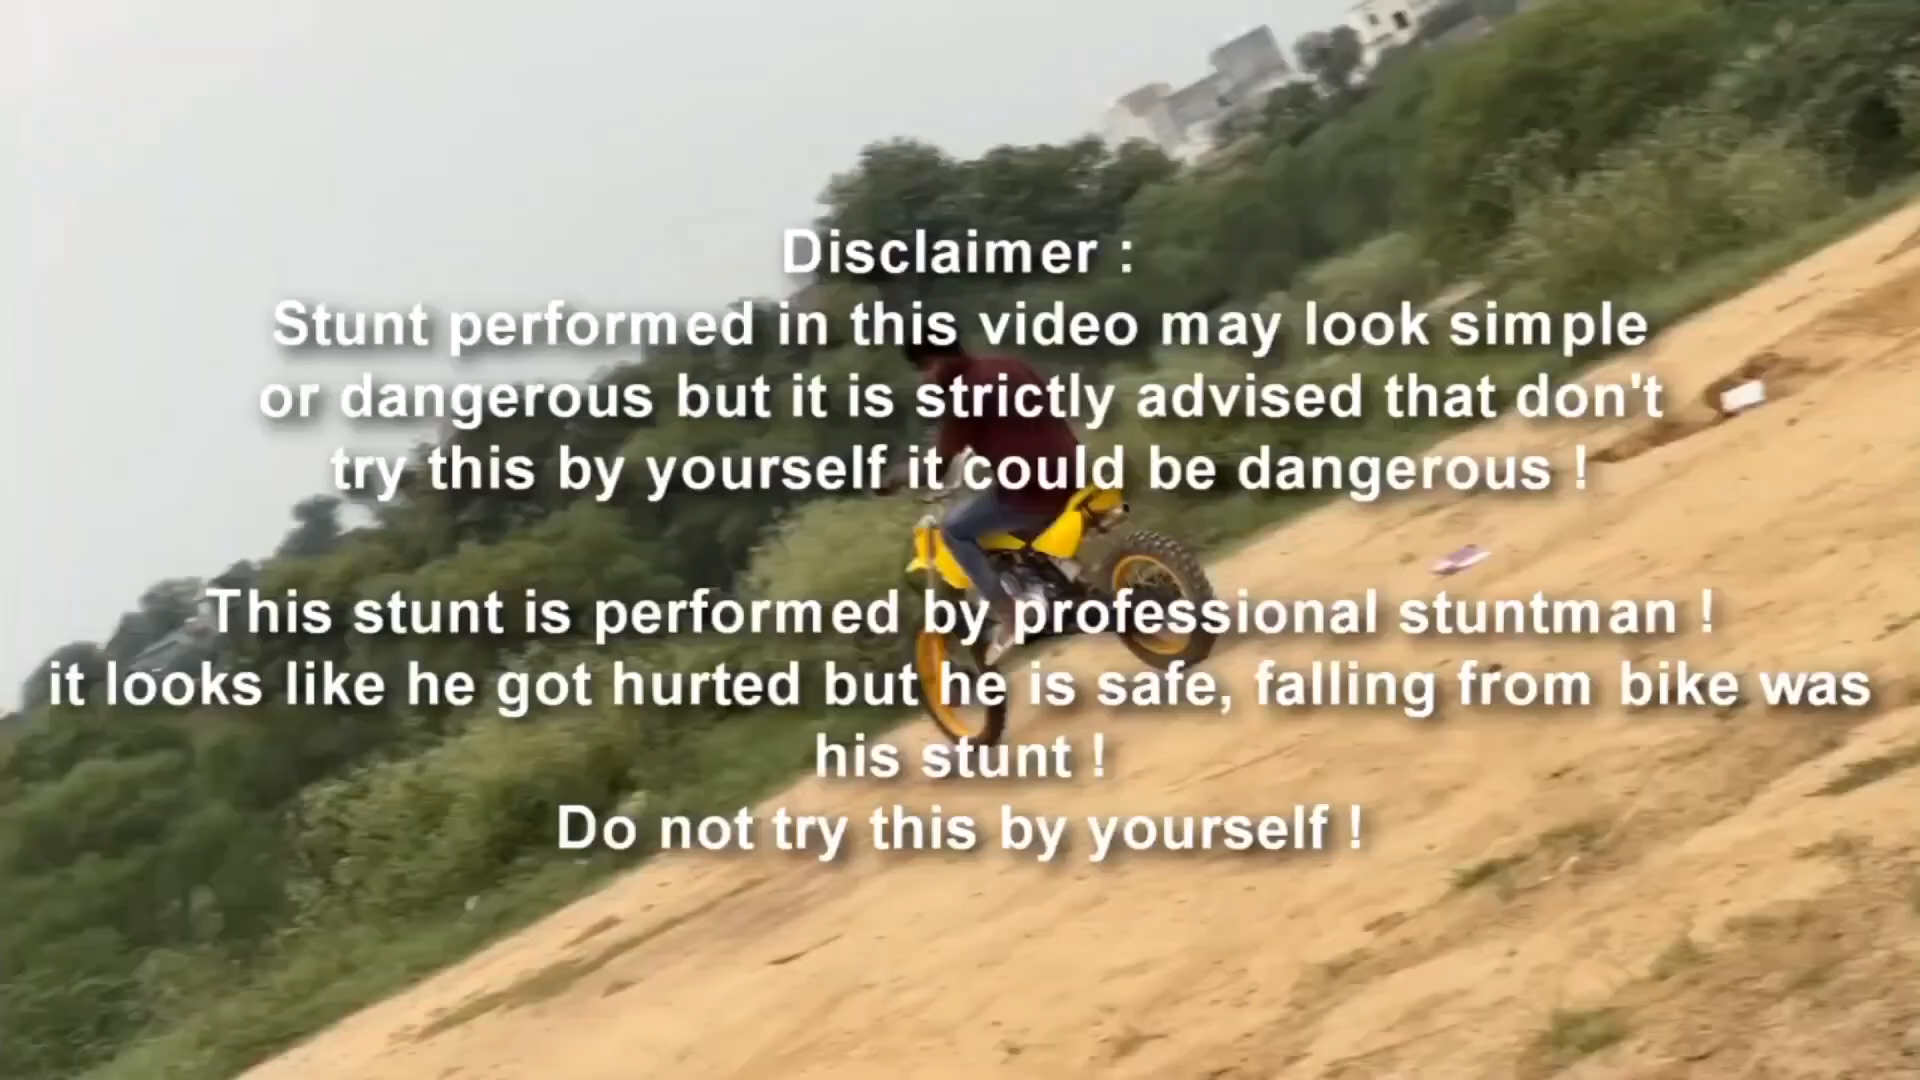 Disclaimer :
Stunt performed in this video may look simple
or dangerous but it is strictly advised that don't
try this by yourself it could be dangerous !
This stunt is performed by professional stuntman !
it looks like he got hurted but he is safe, falling from bike was
his stunt !
Do not try this by yourself !